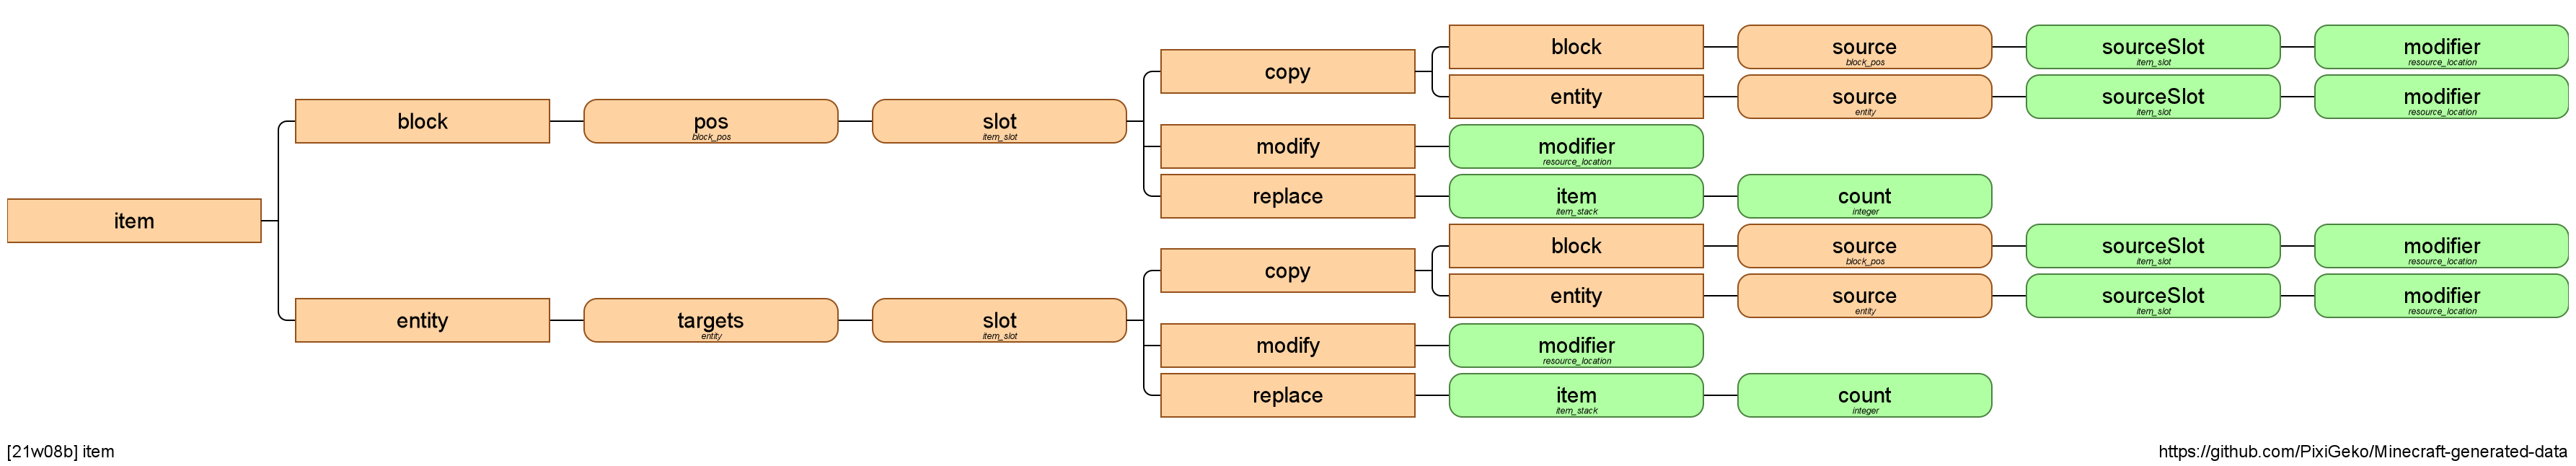 block
source
block_pos
sourceSlot
item_slot
modifier
resource_location
copy
entity
source
entity
sourceSlot
item_slot
modifier
resource_location
block
pos
block_pos
slot
item_slot
modify
modifier
resource_location
replace
item
item_stack
count
integer
item
block
source
block_pos
sourceSlot
item_slot
modifier
resource_location
copy
entity
source
entity
sourceSlot
item_slot
modifier
resource_location
entity
targets
entity
slot
item_slot
modify
modifier
resource_location
replace
item
item_stack
count
integer
[21w08b] item
https://github.com/PixiGeko/Minecraft-generated-data